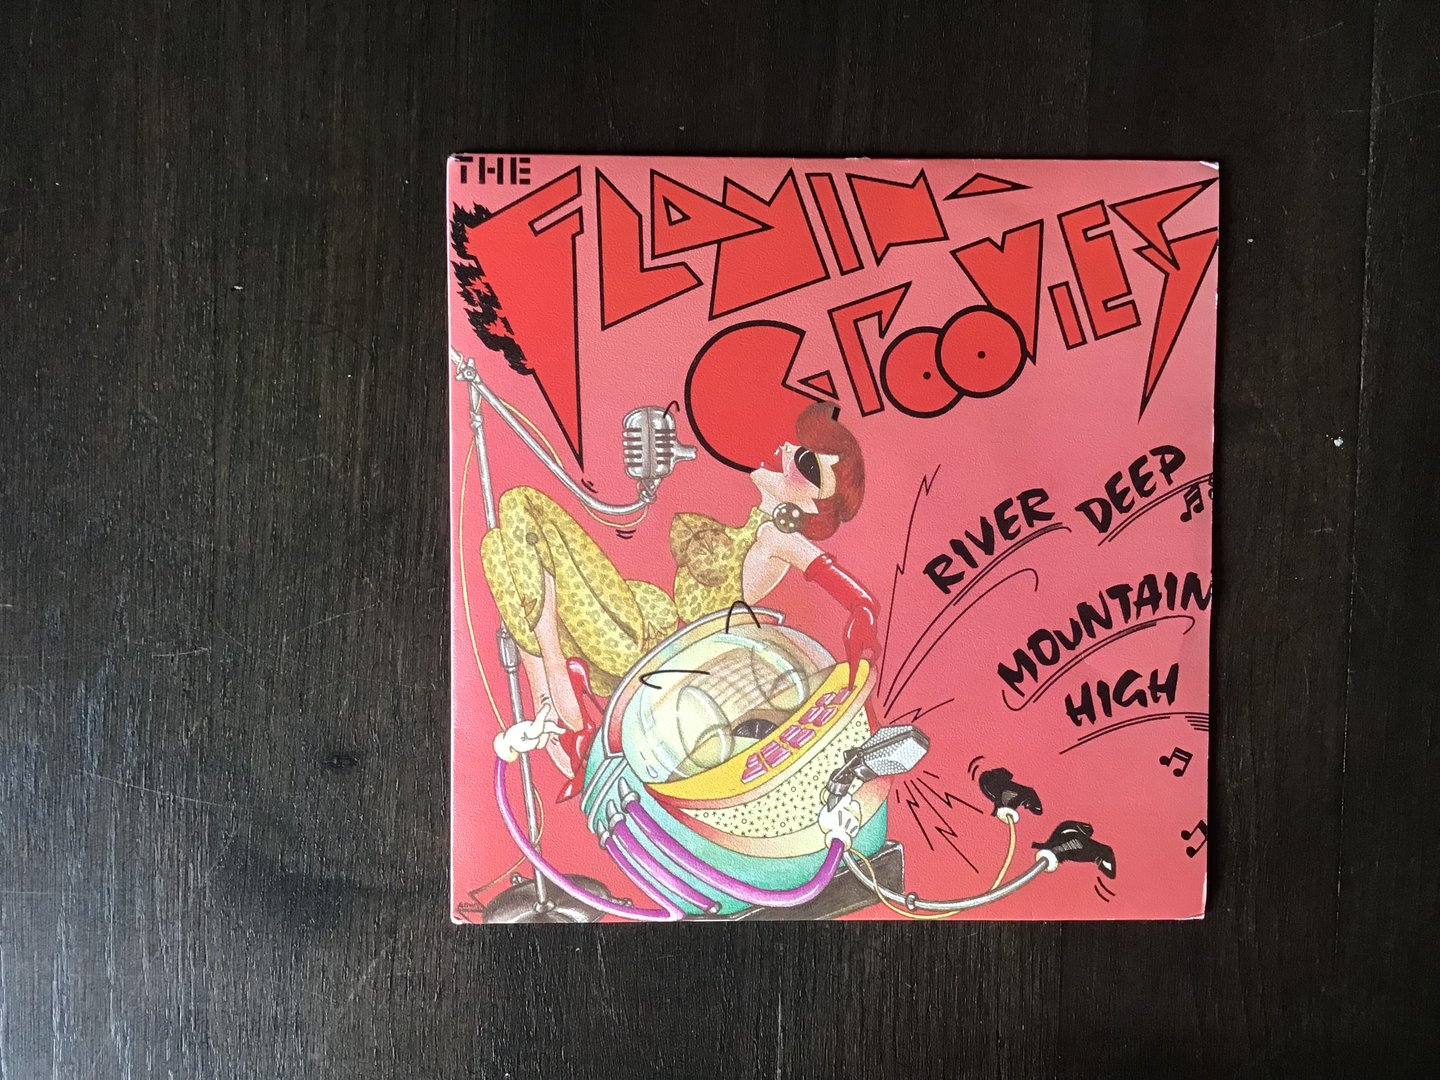 THE
FLAMIN
GROOVIES
RIVER DEEP
MOUNTAIN
HIGH